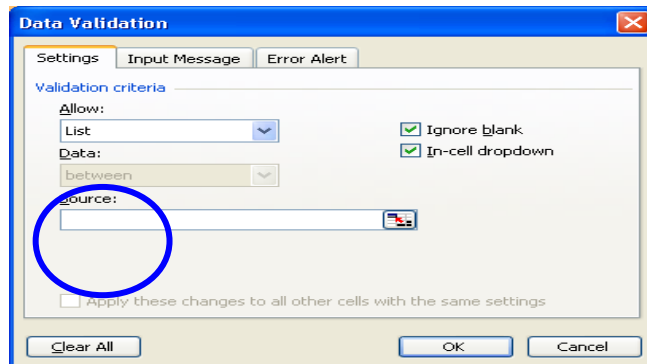 Data Validation
Settings Input Message Error Alert
Validation criteria
Allow:
List
Ignore blank
Data:
In-cell dropdown
between
Source:
Apply these changes to all other cells with the same settings
Clear All OK Cancel